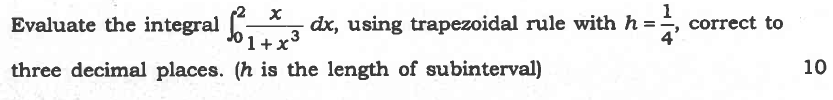 Evaluate the integral ∫₀² x/(1 + x³) dx, using trapezoidal rule with h = 1/4, correct to
three decimal places. (h is the length of subinterval) 10